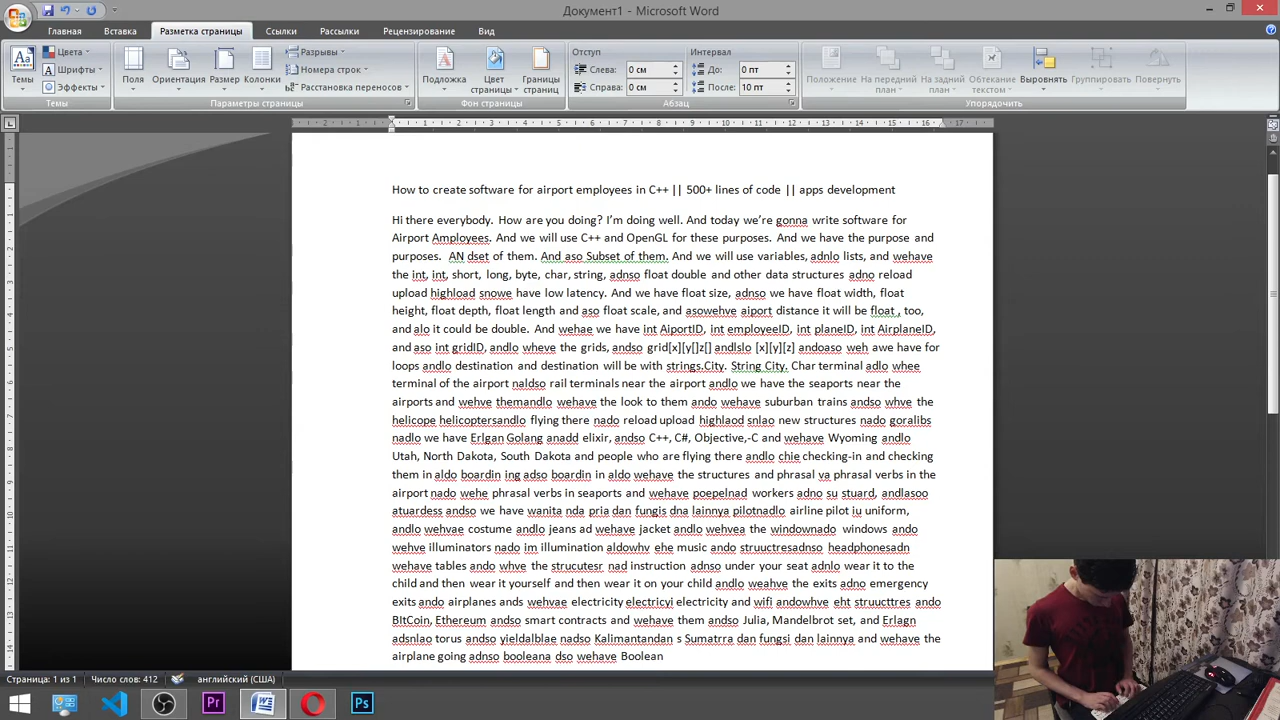 Документ1 - Microsoft Word
Главная Вставка Разметка страницы Ссылки Рассылки Рецензирование Вид
Темы Цвета Шрифты Эффекты Поля Ориентация Размер Колонки Разрывы Номера строк Расстановка переносов Подложка Цвет страницы Границы страниц Отступ Слева: 0 см Справа: 0 см Интервал До: 0 пт После: 10 пт Положение На передний план На задний план Обтекание текстом Выровнять Группировать Повернуть
Темы Параметры страницы Фон страницы Абзац Упорядочить
2 1 1 2 3 4 5 6 7 8 9 10 11 12 13 14 15 16 17
How to create software for airport employees in C++ || 500+ lines of code || apps development
Hi there everybody. How are you doing? I'm doing well. And today we're gonna write software for
Airport Amployees. And we will use C++ and OpenGL for these purposes. And we have the purpose and
purposes. AN dset of them. And aso Subset of them. And we will use variables, adnlo lists, and wehave
the int, int, short, long, byte, char, string, adnso float double and other data structures adno reload
upload highload snowe have low latency. And we have float size, adnso we have float width, float
height, float depth, float length and aso float scale, and asowehve aiport distance it will be float , too,
and alo it could be double. And wehae we have int AiportID, int employeeID, int planeID, int AirplaneID,
and aso int gridID, andlo wheve the grids, andso grid[x][y[]z[] andlslo [x][y][z] andoaso weh awe have for
loops andlo destination and destination will be with strings.City. String City. Char terminal adlo whee
terminal of the airport naldso rail terminals near the airport andlo we have the seaports near the
airports and wehve themandlo wehave the look to them ando wehave suburban trains andso whve the
helicope helicoptersandlo flying there nado reload upload highlaod snlao new structures nado goralibs
nadlo we have Erlgan Golang anadd elixir, andso C++, C#, Objective,-C and wehave Wyoming andlo
Utah, North Dakota, South Dakota and people who are flying there andlo chie checking-in and checking
them in aldo boardin ing adso boardin in aldo wehave the structures and phrasal va phrasal verbs in the
airport nado wehe phrasal verbs in seaports and wehave poepelnad workers adno su stuard, andlasoo
atuardess andso we have wanita nda pria dan fungis dna lainnya pilotnadlo airline pilot iu uniform,
andlo wehvae costume andlo jeans ad wehave jacket andlo wehvea the windownado windows ando
wehve illuminators nado im illumination aldowhv ehe music ando struuctresadnso headphonesadn
wehave tables ando whve the strucutesr nad instruction adnso under your seat adnlo wear it to the
child and then wear it yourself and then wear it on your child andlo weahve the exits adno emergency
exits ando airplanes ands wehvae electricity electricyi electricity and wifi andowhve eht struucttres ando
BItCoin, Ethereum andso smart contracts and wehave them andso Julia, Mandelbrot set, and Erlagn
adsnlao torus andso yieldalblae nadso Kalimantandan s Sumatrra dan fungsi dan lainnya and wehave the
airplane going adnso booleana dso wehave Boolean
Страница: 1 из 1 Число слов: 412 английский (США)